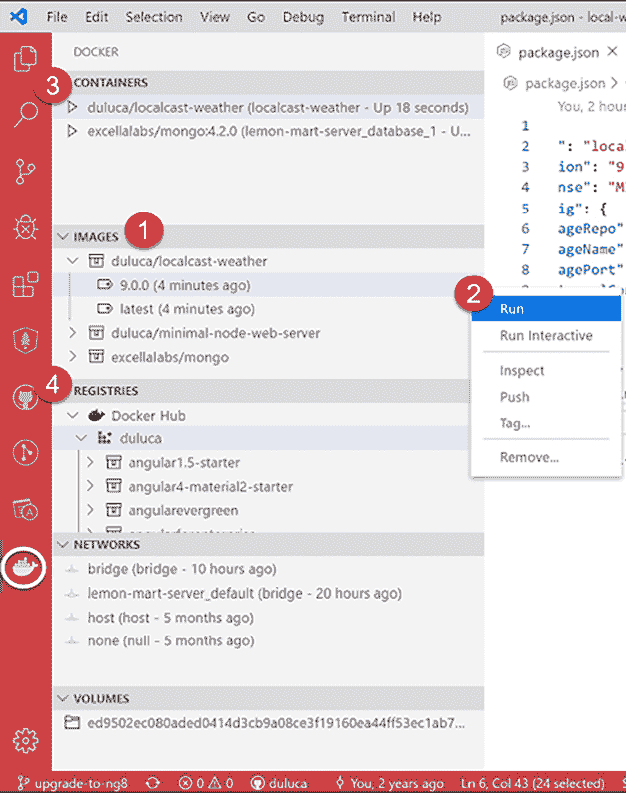 File Edit Selection View Go Debug Terminal Help package.json - local-w
DOCKER
package.json
3
CONTAINERS
duluca/localcast-weather (localcast-weather - Up 18 seconds)
excellalabs/mongo:4.2.0 (lemon-mart-server_database_1 - U...
package.json
You, 2 hour
1
2 ": "local
3 ion": "9
4 nse": "M
5 ig": {
6 ageRepo"
7 ageName"
8 agePort"
1
IMAGES
duluca/localcast-weather
9.0.0 (4 minutes ago)
latest (4 minutes ago)
duluca/minimal-node-web-server
excellalabs/mongo
2
Run
Run Interactive
Inspect
Push
Tag...
Remove...
4
REGISTRIES
Docker Hub
duluca
angular1.5-starter
angular4-material2-starter
angularevergreen
NETWORKS
bridge (bridge - 10 hours ago)
lemon-mart-server_default (bridge - 20 hours ago)
host (host - 5 months ago)
none (null - 5 months ago)
VOLUMES
ed9502ec080aded0414d3cb9a08ce3f19160ea44ff53ec1ab7...
upgrade-to-ng8 0 0 duluca You, 2 years ago Ln 6, Col 43 (24 selected)